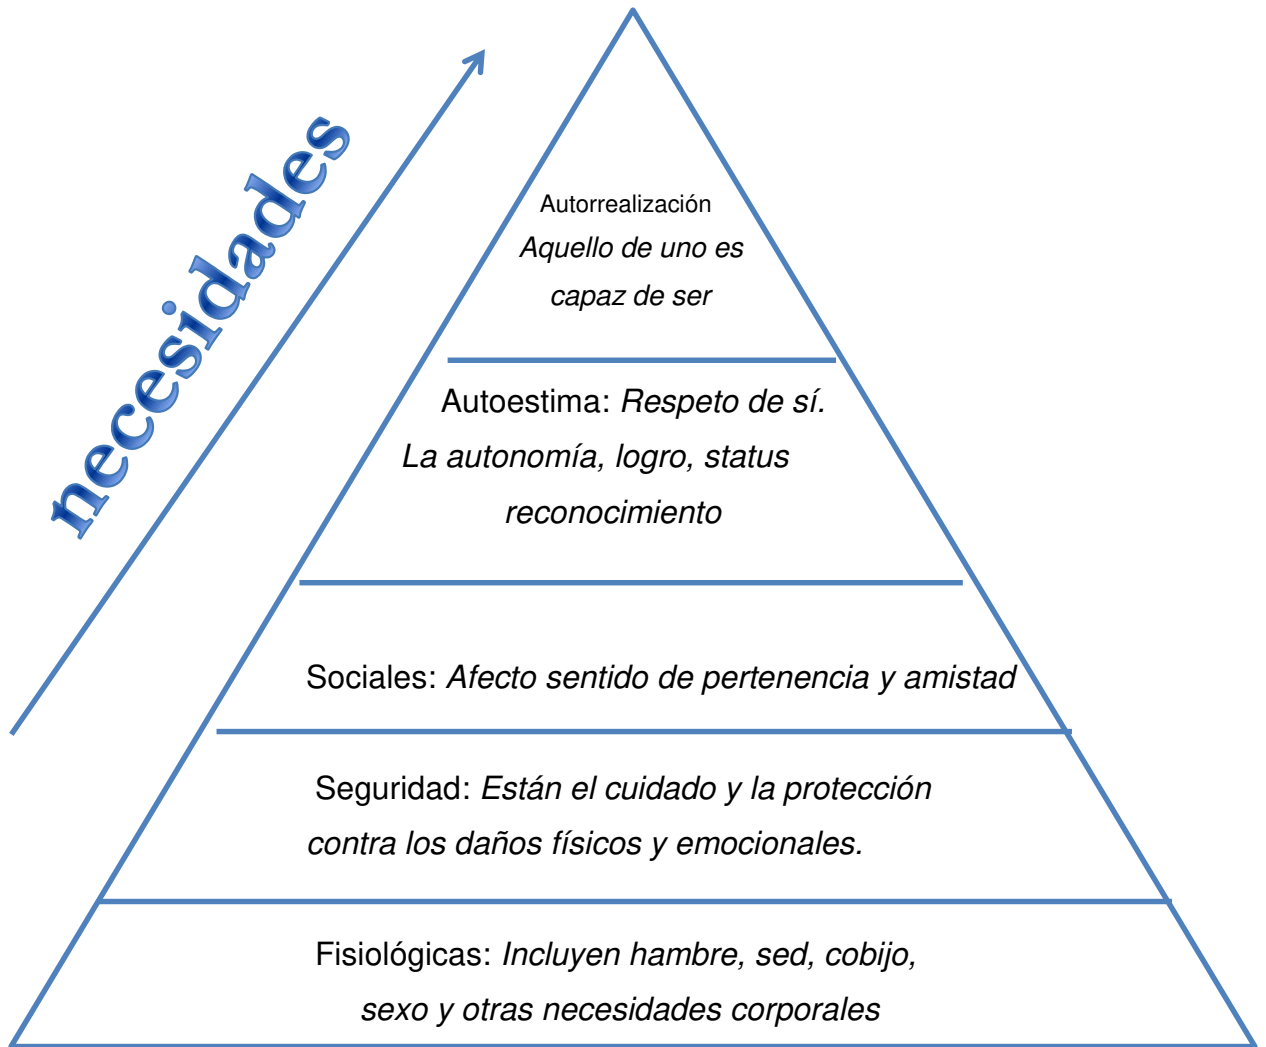 necesidades
Autorrealización
Aquello de uno es
capaz de ser
Autoestima: Respeto de sí.
La autonomía, logro, status
reconocimiento
Sociales: Afecto sentido de pertenencia y amistad
Seguridad: Están el cuidado y la protección
contra los daños físicos y emocionales.
Fisiológicas: Incluyen hambre, sed, cobijo,
sexo y otras necesidades corporales